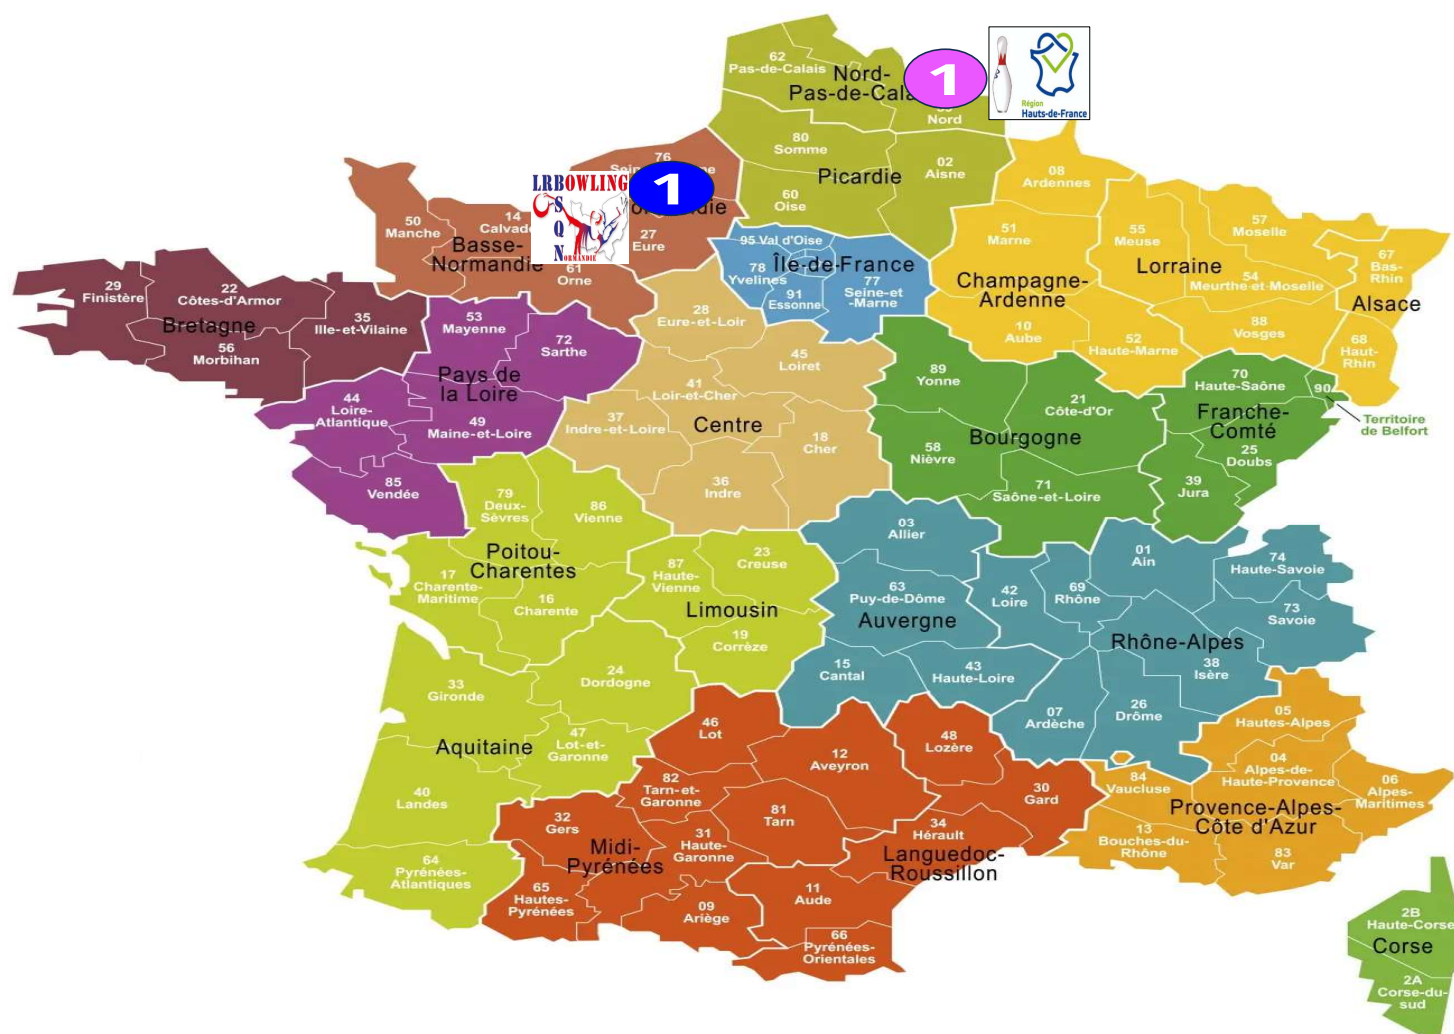 62
Pas-de-Calais
Nord-
Pas-de-Cala
1
Région
Hauts-de-France
Nord
80
Somme
02
Aisne
Picardie
60
Oise
76
LRBOWLING
S
Q
N
NORMANDIE
1
50
Manche
14
Calvad
Basse-
Normandie
27
Eure
61
Orne
95 Val d'Oise
Île-de-France
78
Yvelines
91
Essonne
77
Seine-et
-Marne
08
Ardennes
51
Marne
Champagne-
Ardenne
10
Aube
52
Haute-Marne
55
Meuse
57
Moselle
Lorraine
54
Meurthe-et-Moselle
88
Vosges
67
Bas-
Rhin
Alsace
68
Haut-
Rhin
29
Finistère
22
Côtes-d'Armor
Bretagne
35
Ille-et-Vilaine
56
Morbihan
53
Mayenne
72
Sarthe
Pays de
la Loire
44
Loire-
Atlantique
49
Maine-et-Loire
85
Vendée
28
Eure-et-Loir
45
Loiret
41
Loir-et-Cher
37
Indre-et-Loire
Centre
18
Cher
36
Indre
89
Yonne
21
Côte-d'Or
Bourgogne
58
Nièvre
71
Saône-et-Loire
70
Haute-Saône
90
Territoire
de Belfort
Franche-
Comté
25
Doubs
39
Jura
79
Deux-
Sèvres
86
Vienne
Poitou-
Charentes
17
Charente-
Maritime
16
Charente
87
Haute-
Vienne
23
Creuse
Limousin
19
Corrèze
03
Allier
63
Puy-de-Dôme
Auvergne
15
Cantal
43
Haute-Loire
42
Loire
69
Rhône
01
Ain
74
Haute-Savoie
73
Savoie
Rhône-Alpes
38
Isère
07
Ardèche
26
Drôme
33
Gironde
24
Dordogne
Aquitaine
47
Lot-et-
Garonne
40
Landes
64
Pyrénées-
Atlantiques
46
Lot
12
Aveyron
82
Tarn-et-
Garonne
81
Tarn
32
Gers
31
Haute-
Garonne
Midi-
Pyrénées
65
Hautes-
Pyrénées
09
Ariège
48
Lozère
30
Gard
34
Hérault
Languedoc-
Roussillon
11
Aude
66
Pyrénées-
Orientales
05
Hautes-Alpes
04
Alpes-de-
Haute-Provence
06
Alpes-
Maritimes
84
Vaucluse
Provence-Alpes-
Côte d'Azur
13
Bouches-du-
Rhône
83
Var
2B
Haute-Corse
Corse
2A
Corse-du-
sud